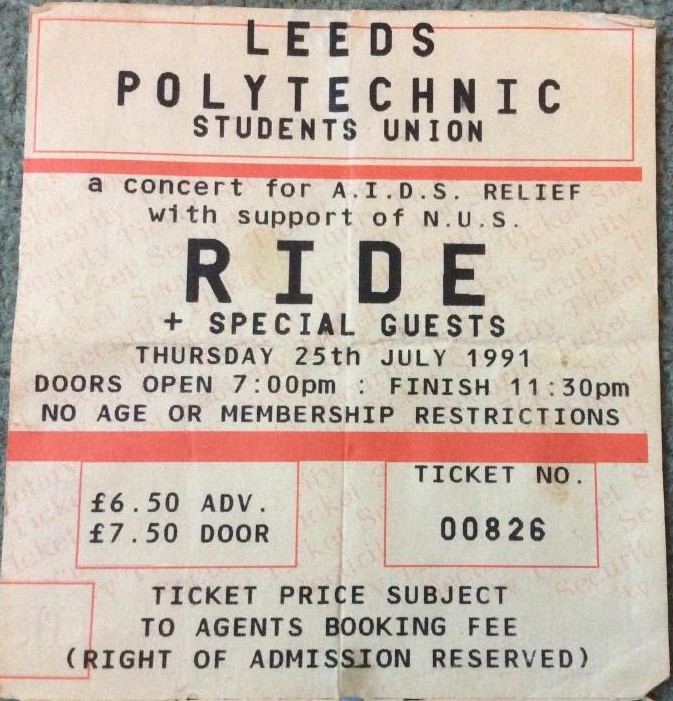 LEEDS
POLYTECHNIC
STUDENTS UNION
a concert for A.I.D.S. RELIEF
with support of N.U.S.
RIDE
+ SPECIAL GUESTS
THURSDAY 25th JULY 1991
DOORS OPEN 7:00pm : FINISH 11:30pm
NO AGE OR MEMBERSHIP RESTRICTIONS
£6.50 ADV.
£7.50 DOOR
TICKET NO.
00826
TICKET PRICE SUBJECT
TO AGENTS BOOKING FEE
(RIGHT OF ADMISSION RESERVED)